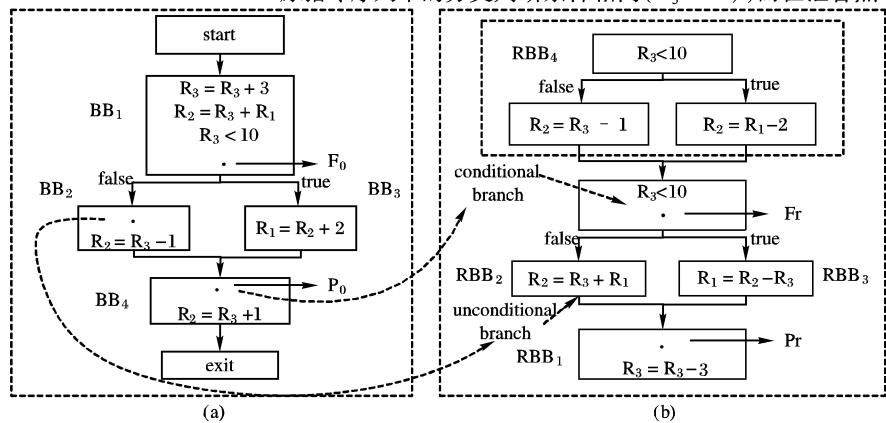 start
BB1
R3 = R3 + 3
R2 = R3 + R1
R3 < 10
F0
false
true
BB2
BB3
R2 = R3 − 1
R1 = R2 + 2
BB4
P0
R2 = R3 + 1
exit
(a)
RBB4
R3<10
false
true
R2 = R3 − 1
R2 = R1−2
conditional
branch
R3<10
Fr
false
true
RBB2
R2 = R3 + R1
R1 = R2−R3
RBB3
unconditional
branch
RBB1
Pr
R3 = R3−3
(b)